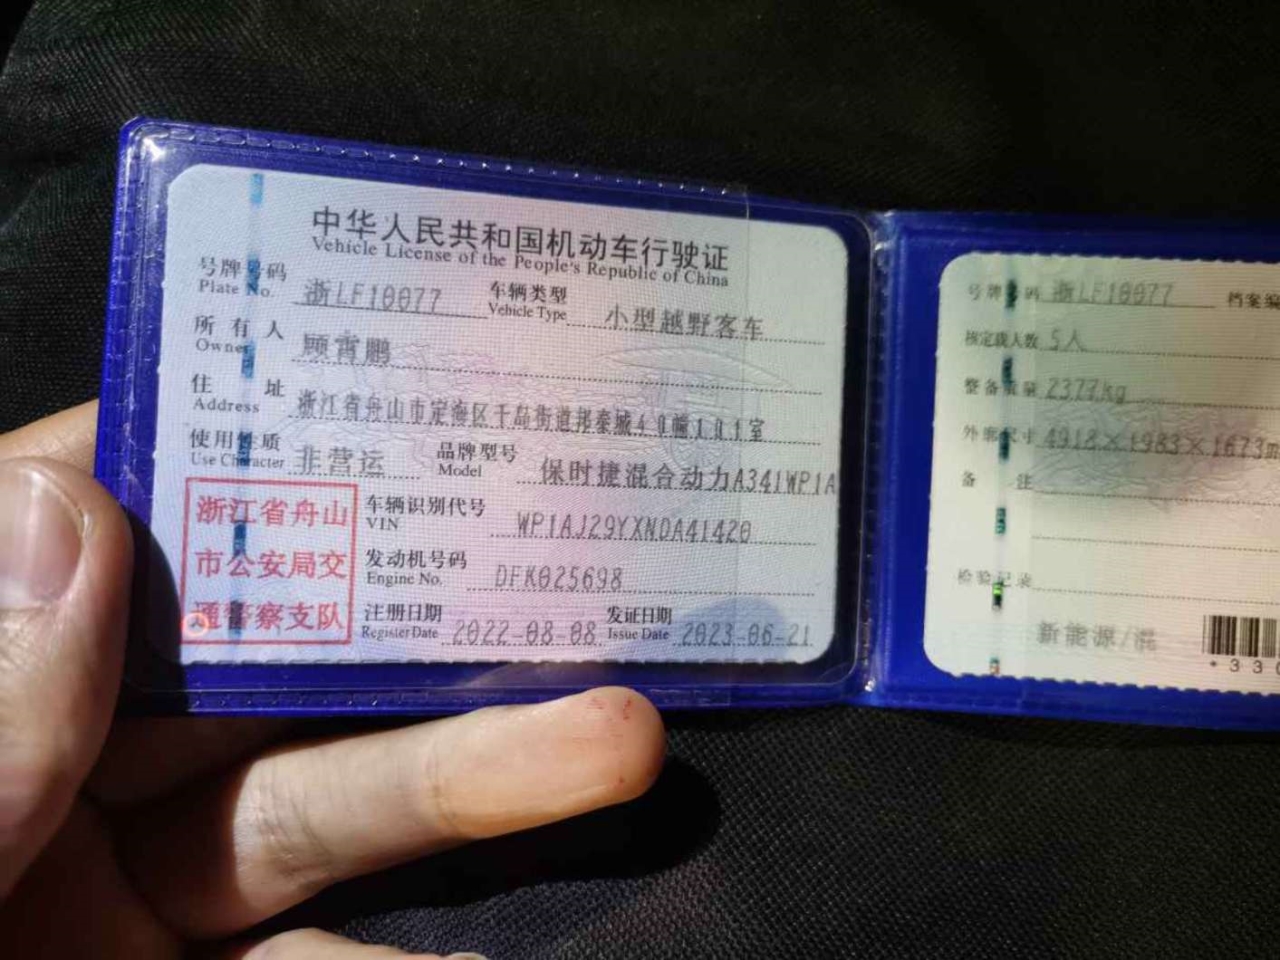 中华人民共和国机动车行驶证
Vehicle License of the People's Republic of China
号牌号码 浙LF10077 车辆类型 小型越野客车
Plate No. Vehicle Type
所有人 顾霄鹏
Owner
住址 浙江省舟山市定海区千岛街道邦泰城40幢101室
Address
使用性质 非营运 品牌型号 保时捷混合动力A341WP1A
Use Character Model
浙江省舟山
市公安局交
通警察支队
车辆识别代号 WP1AJ29YXNDA41420
VIN
发动机号码 DFK025698
Engine No.
注册日期 2022-08-08 发证日期 2023-06-21
Register Date Issue Date
号牌号码 浙LF10077 档案编
核定载人数 5人
整备质量 2377kg
外廓尺寸 4918×1983×1673m
备注
检验记录
新能源/混
*330